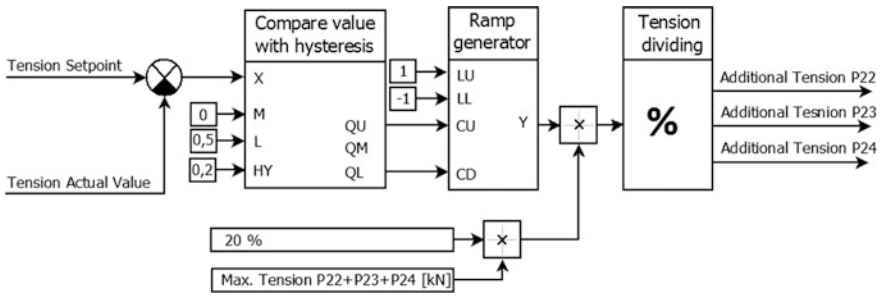 Compare value
with hysteresis
Ramp
generator
Tension
dividing
Tension Setpoint
X
1
LU
Additional Tension P22
-1
LL
0
M
QU
CU
Y
×
%
Additional Tesnion P23
0,5
L
QM
Additional Tension P24
0,2
HY
QL
CD
Tension Actual Value
20 %
×
Max. Tension P22+P23+P24 [kN]